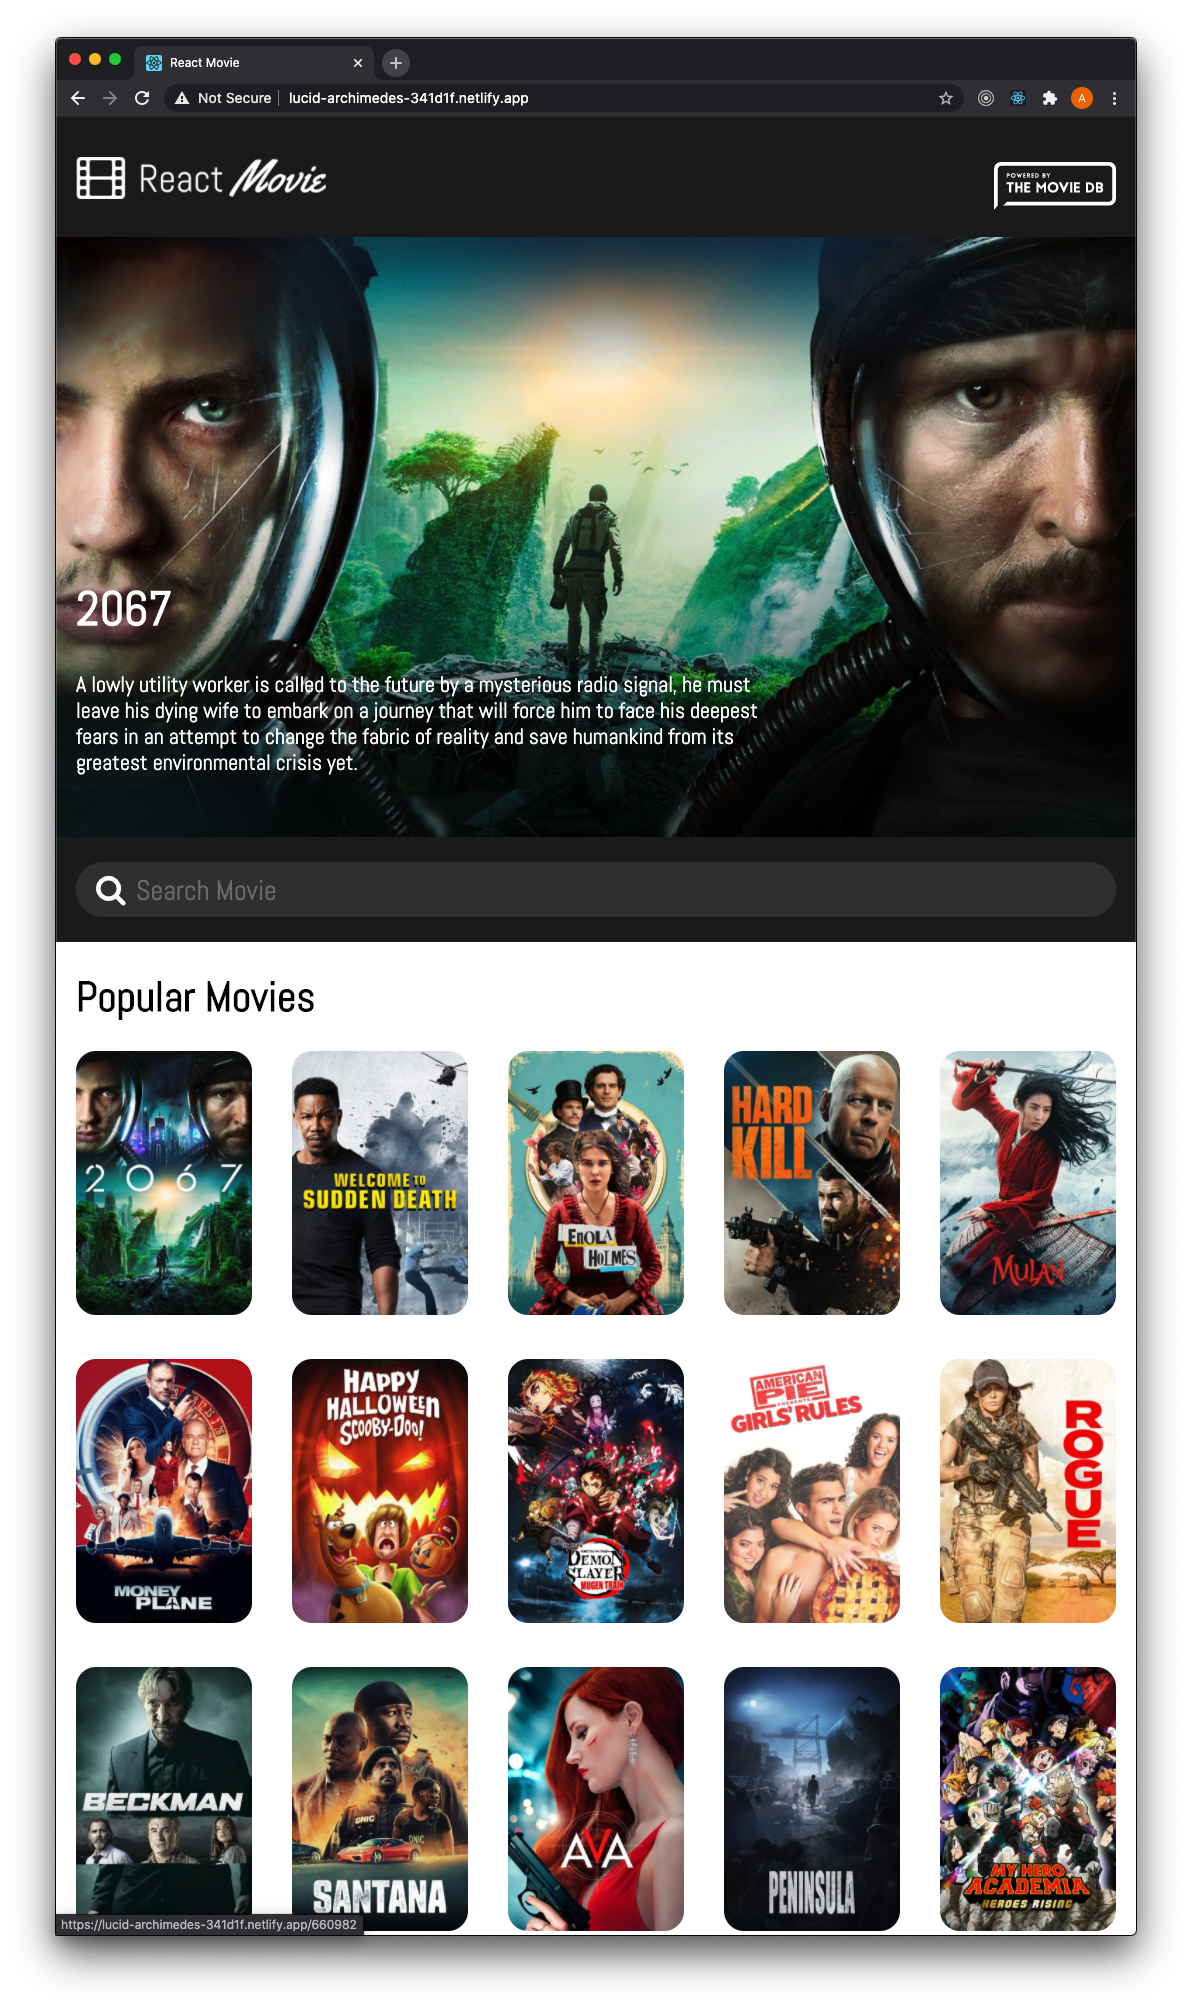 React Movie
Not Secure
lucid-archimedes-341d1f.netlify.app
A
React Movie
POWERED BY
THE MOVIE DB
2067
A lowly utility worker is called to the future by a mysterious radio signal, he must
leave his dying wife to embark on a journey that will force him to face his deepest
fears in an attempt to change the fabric of reality and save humankind from its
greatest environmental crisis yet.
Search Movie
Popular Movies
2067
WELCOME TO
SUDDEN DEATH
ENOLA
HOLMES
HARD
KILL
MULAN
MONEY
PLANE
HAPPY
HALLOWEEN
SCOOBY-DOO!
DEMON
SLAYER
MUGEN TRAIN
AMERICAN
PIE
PRESENTS
GIRLS' RULES
ROGUE
BECKMAN
DNIC
DNIC
SANTANA
AVA
PENINSULA
MY HERO
ACADEMIA
HEROES RISING
https://lucid-archimedes-341d1f.netlify.app/660982